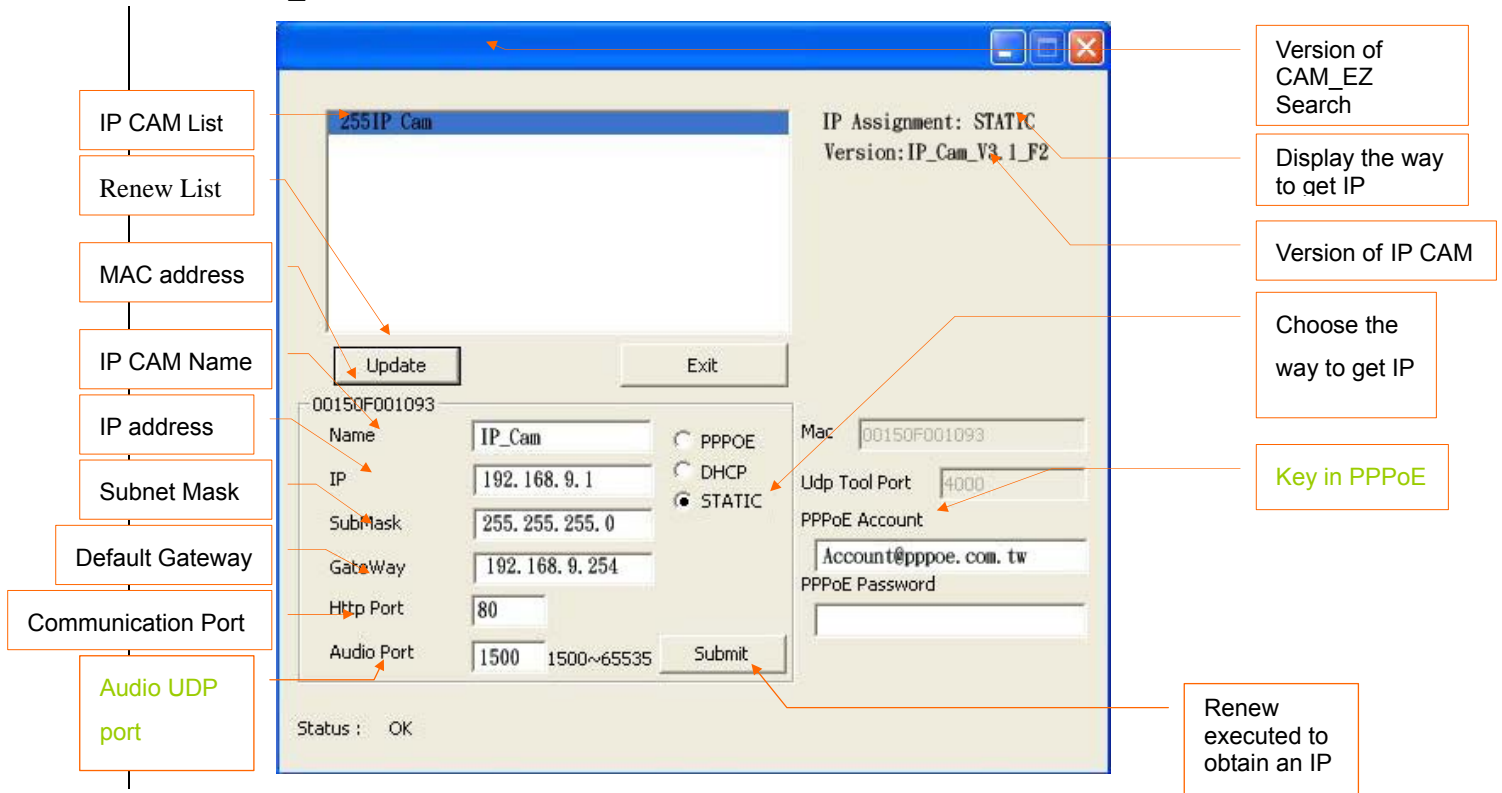 _
IP CAM List
Renew List
MAC address
IP CAM Name
IP address
Subnet Mask
Default Gateway
Communication Port
Audio UDP
port
255IP Cam
IP Assignment: STATIC
Version:IP_Cam_V3.1_F2
Update
Exit
00150F001093
Name
IP_Cam
IP
192.168.9.1
SubMask
255.255.255.0
GateWay
192.168.9.254
Http Port
80
Audio Port
1500
1500~65535
PPPOE
DHCP
STATIC
Submit
Mac
00150F001093
Udp Tool Port
4000
PPPoE Account
Account@pppoe.com.tw
PPPoE Password
Status : OK
Version of
CAM_EZ
Search
Display the way
to get IP
Version of IP CAM
Choose the
way to get IP
Key in PPPoE
Renew
executed to
obtain an IP